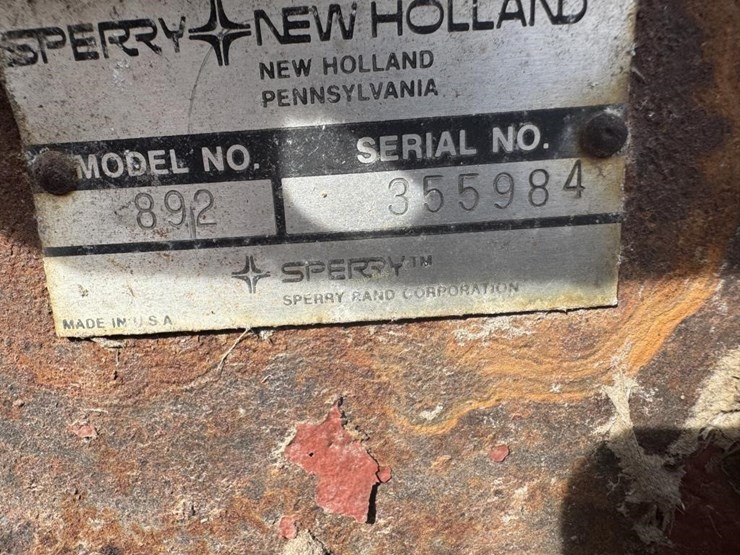 SPERRY NEW HOLLAND
NEW HOLLAND
PENNSYLVANIA
MODEL NO. SERIAL NO.
892 355984
SPERRY™
SPERRY RAND CORPORATION
MADE IN U S A